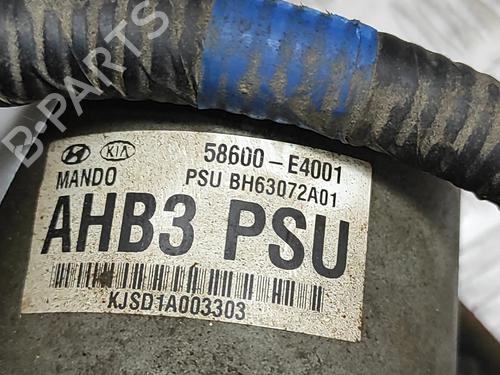 B-PARTS
KIA
58600-E4001
MANDO
PSU BH63072A01
AHB3 PSU
KJSD1A003303